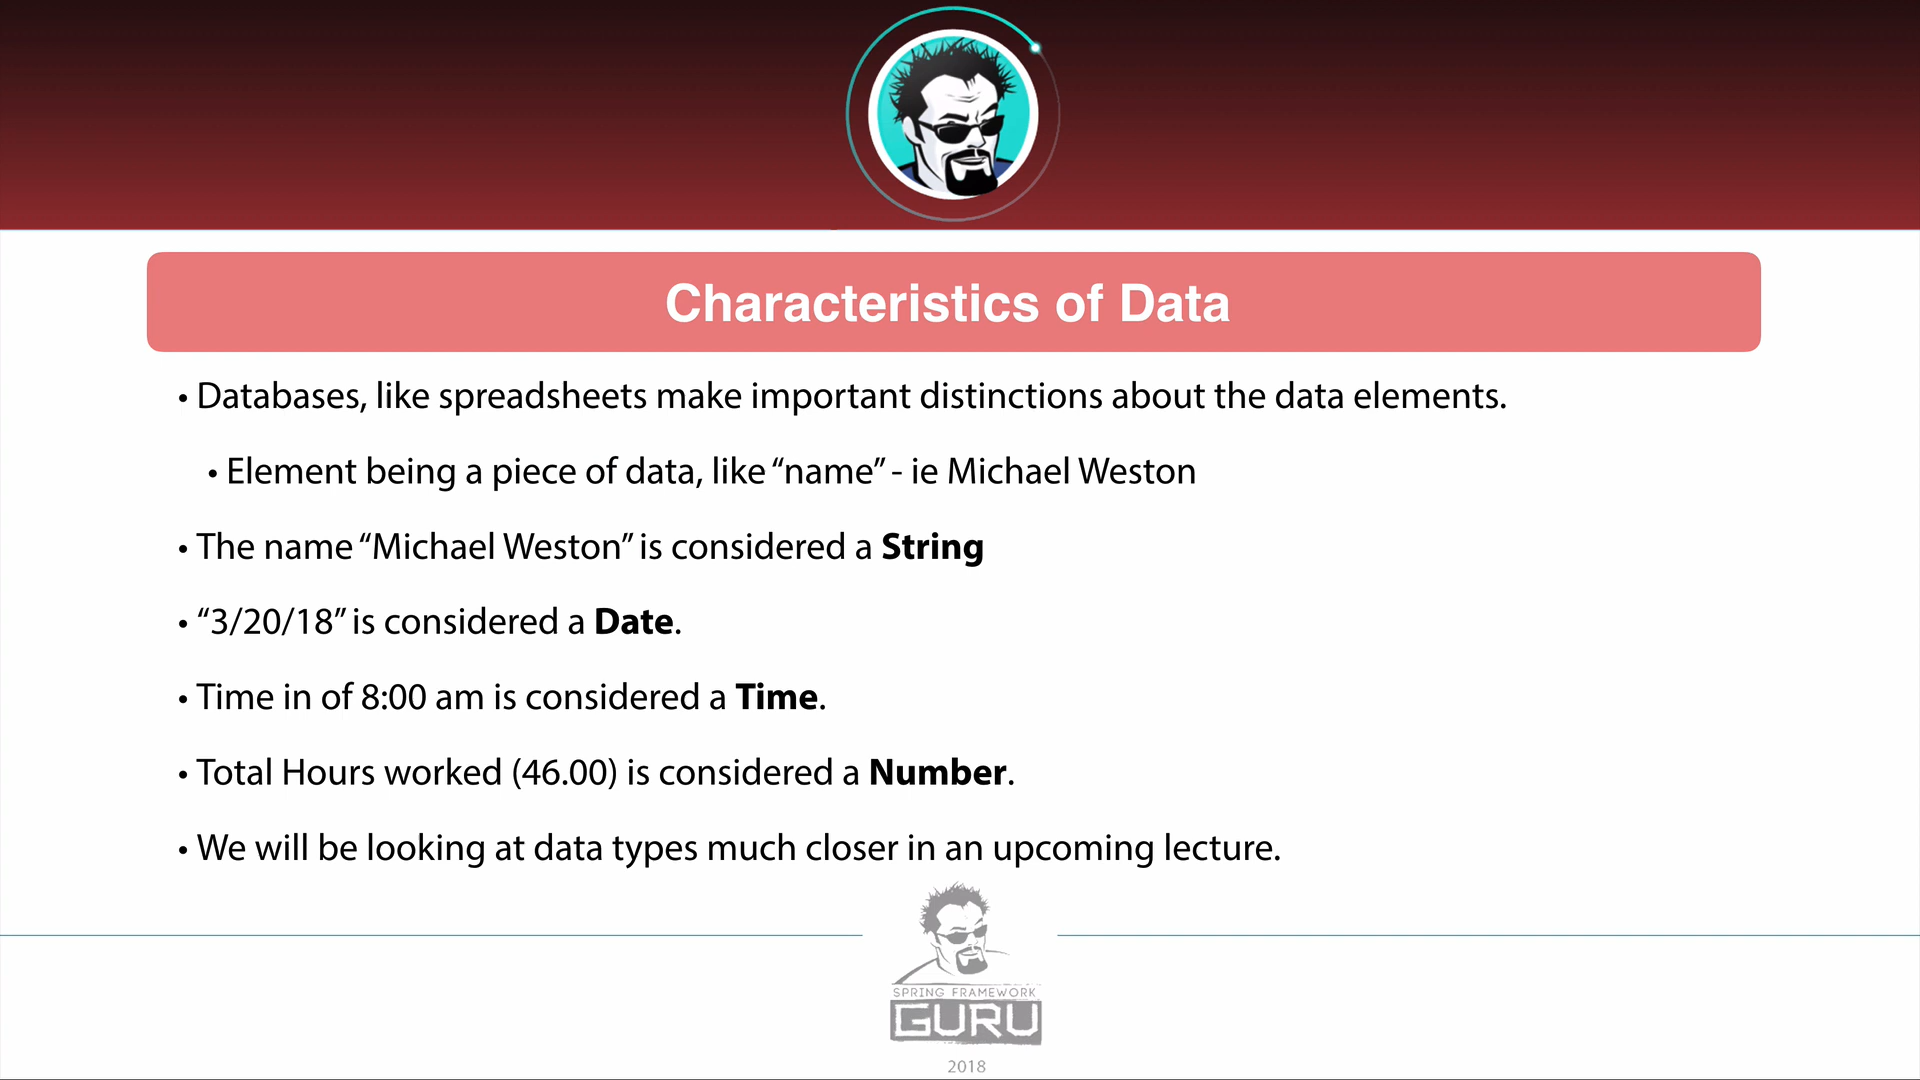 Characteristics of Data
• Databases, like spreadsheets make important distinctions about the data elements.
• Element being a piece of data, like “name” - ie Michael Weston
• The name “Michael Weston” is considered a String
• “3/20/18” is considered a Date.
• Time in of 8:00 am is considered a Time.
• Total Hours worked (46.00) is considered a Number.
• We will be looking at data types much closer in an upcoming lecture.
SPRING FRAMEWORK
GURU
2018